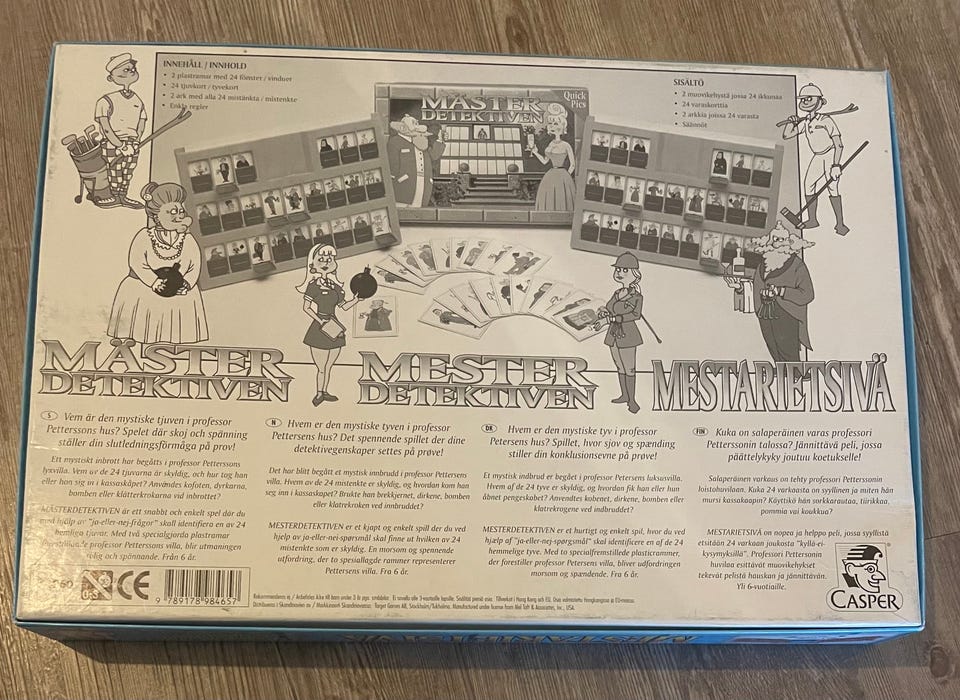 INNEHÅLL / INNHOLD
• 2 plastramar med 24 fönster / vinduer
• 24 tjuvkort / tyvekort
• 2 ark med alla 24 misstänkta / mistenkte
• Enkla regler
SISÄLTÖ
• 2 muovikehystä jossa 24 ikkunaa
• 24 varaskorttia
• 2 arkkia joissa 24 varasta
• Säännöt
MÄSTER
DETEKTIVEN
Quick
Pics
MÄSTER
DETEKTIVEN
MESTER
DETEKTIVEN
MESTARIETSIVÄ
S Vem är den mystiske tjuven i professor
Petterssons hus? Spelet där skoj och spänning
ställer din slutledningsförmåga på prov!
Ett mystiskt inbrott har begåtts i professor Petterssons
lyxvilla. Vem av de 24 tjuvarna är skyldig, och hur tog han
eller han sig in i kassaskåpet? Användes kofoten, dyrkarna,
bomben eller klätterkrokarna vid inbrottet?
MÄSTERDETEKTIVEN är ett snabbt och enkelt spel där du
med hjälp av "ja-eller-nej-frågor" skall identifiera en av 24
hemliga tjuvar. Med två specialgjorda plastramar
professor Petterssons villa, blir utmaningen
rolig och spännande. Från 6 år.
N Hvem er den mystiske tyven i professor
Pettersens hus? Det spennende spillet der dine
detektivegenskaper settes på prøve!
Det har blitt begått et mystisk innbrudd i professor Pettersens
villa. Hvem av de 24 mistenkte er skyldig, og hvordan kom han
seg inn i kassaskapet? Brukte han brekkjernet, dirkene, bomben
eller klatrekroken ved innbruddet?
MESTERDETEKTIVEN er et kjapt og enkelt spill der du ved
hjelp av ja-eller-nei-spørsmål skal finne ut hvilken av 24
mistenkte som er skyldig. En morsom og spennende
utfordring, der to spesiallagde rammer representerer
Pettersens villa. Fra 6 år.
DK Hvem er den mystiske tyv i professor
Petersens hus? Spillet, hvor sjov og spænding
stiller din konklusionsevne på prøve!
Et mystisk indbrud er begået i professor Petersens luksusvilla.
Hvem af de 24 tyve er skyldig, og hvordan fik han eller hun
åbnet pengeskabet? Anvendtes kobenet, dirkene, bomben eller
klatrekrogene ved indbruddet?
MESTERDETEKTIVEN er et hurtigt og enkelt spil, hvor du ved
hjælp af "ja-eller-nej-spørgsmål" skal identificere en af de 24
hemmelige tyve. Med to specialfremstillede plasticrammer,
der forestiller professor Petersens villa, bliver udfordringen
morsom og spændende. Fra 6 år.
FIN Kuka on salaperäinen varas professori
Petterssonin talossa? Jännittävä peli, jossa
päättelykyky joutuu koetukselle!
Salaperäinen varkaus on tehty professori Petterssonin
loistohuvilaan. Kuka 24 varkaasta on syyllinen ja miten hän
mursi kassakaapin? Käyttikö hän sorkkarautaa, tiirikkaa,
pommia vai koukkua?
MESTARIETSIVÄ on nopea ja helppo peli, jossa syyllistä
etsitään 24 varkaan joukosta "kyllä-ei-
kysymyksillä". Professori Petterssonin
huvilaa esittävät muovikehykset
tekevät pelistä hauskan ja jännittävän.
Yli 6-vuotiaille.
0-3
CE
9 789178 984657
CASPER